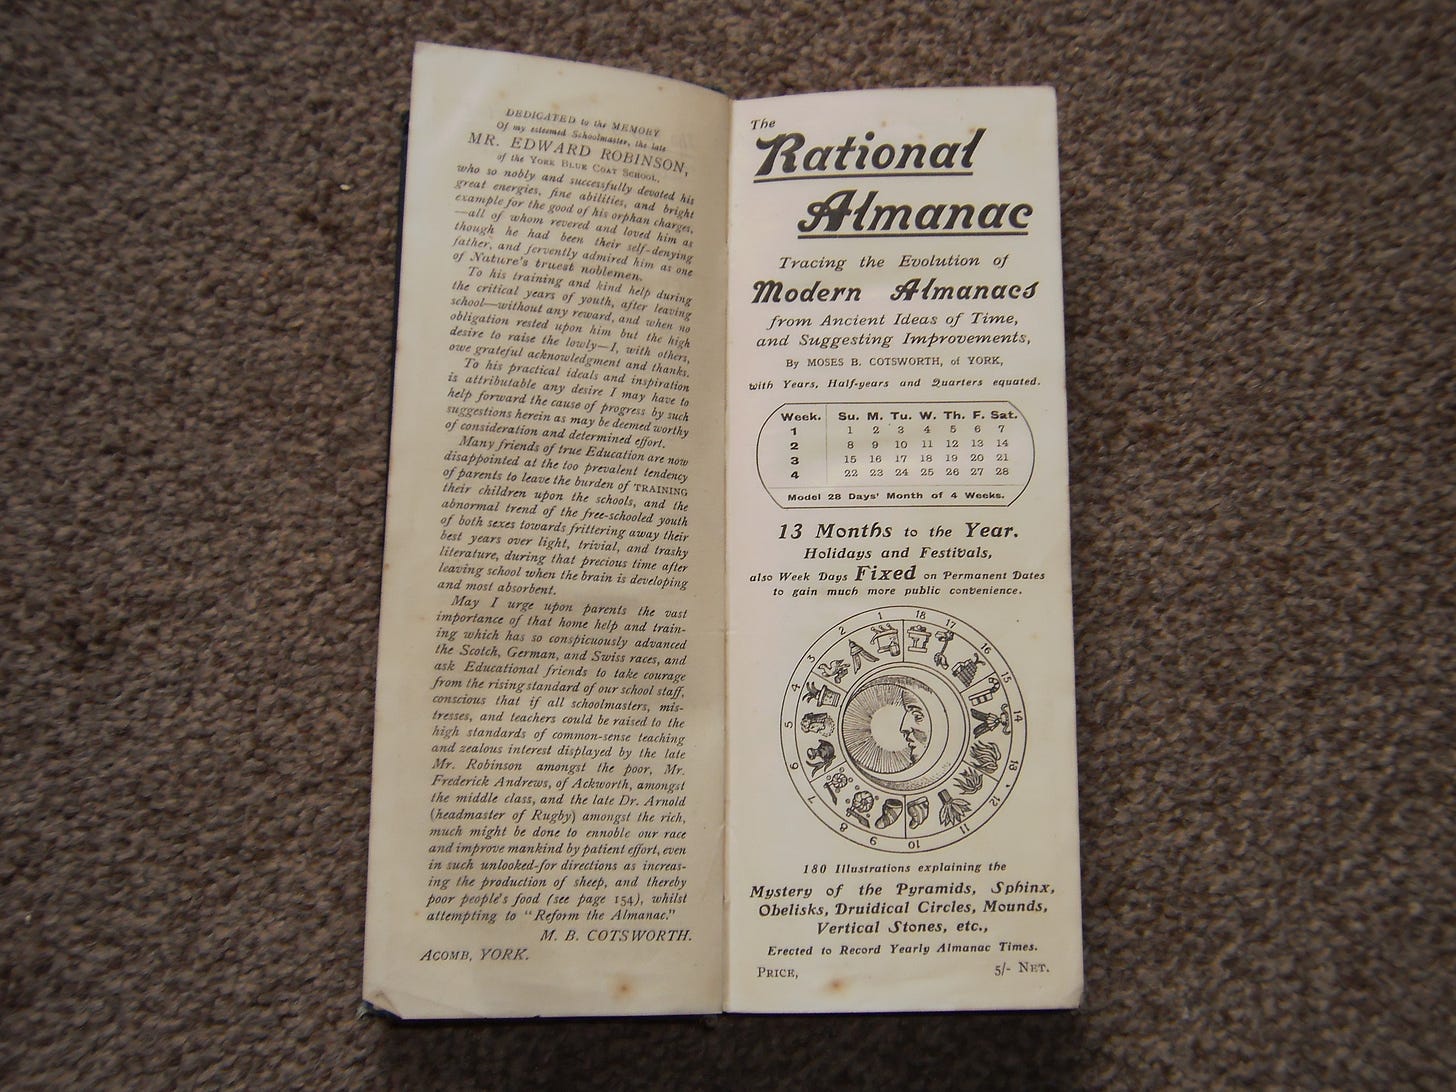 DEDICATED to the MEMORY
Of my esteemed Schoolmaster, the late
MR. EDWARD ROBINSON,
of the YORK BLUE COAT SCHOOL,
who so nobly and successfully devoted his
great energies, fine abilities, and bright
example for the good of his orphan charges,
—all of whom revered and loved him as
though he had been their self-denying
father, and fervently admired him as one
of Nature's truest noblemen.
To his training and kind help during
the critical years of youth, after leaving
school—without any reward, and when no
obligation rested upon him but the high
desire to raise the lowly—I, with others,
owe grateful acknowledgment and thanks.
To his practical ideals and inspiration
is attributable any desire I may have to
help forward the cause of progress by such
suggestions herein as may be deemed worthy
of consideration and determined effort.
Many friends of true Education are now
disappointed at the too prevalent tendency
of parents to leave the burden of TRAINING
their children upon the schools, and the
abnormal trend of the free-schooled youth
of both sexes towards frittering away their
best years over light, trivial, and trashy
literature, during that precious time after
leaving school when the brain is developing
and most absorbent.
May I urge upon parents the vast
importance of that home help and train-
ing which has so conspicuously advanced
the Scotch, German, and Swiss races, and
ask Educational friends to take courage
from the rising standard of our school staff,
conscious that if all schoolmasters, mis-
tresses, and teachers could be raised to the
high standards of common-sense teaching
and zealous interest displayed by the late
Mr. Robinson amongst the poor, Mr.
Frederick Andrews, of Ackworth, amongst
the middle class, and the late Dr. Arnold
(headmaster of Rugby) amongst the rich,
much might be done to ennoble our race
and improve mankind by patient effort, even
in such unlooked-for directions as increas-
ing the production of sheep, and thereby
poor people's food (see page 154), whilst
attempting to "Reform the Almanac."
M. B. COTSWORTH.
ACOMB, YORK.
The
Rational
Almanac
Tracing the Evolution of
Modern Almanacs
from Ancient Ideas of Time,
and Suggesting Improvements,
By MOSES B. COTSWORTH, of YORK,
with Years, Half-years and Quarters equated.
Week. Su. M. Tu. W. Th. F. Sat.
1 1 2 3 4 5 6 7
2 8 9 10 11 12 13 14
3 15 16 17 18 19 20 21
4 22 23 24 25 26 27 28
Model 28 Days' Month of 4 Weeks.
13 Months to the Year.
Holidays and Festivals,
also Week Days Fixed on Permanent Dates
to gain much more public convenience.
1 2 3 4 5 6 7 8 9 10 11 12 13 14 15 16 17 18
180 Illustrations explaining the
Mystery of the Pyramids, Sphinx,
Obelisks, Druidical Circles, Mounds,
Vertical Stones, etc.,
Erected to Record Yearly Almanac Times.
PRICE, 5/- NET.